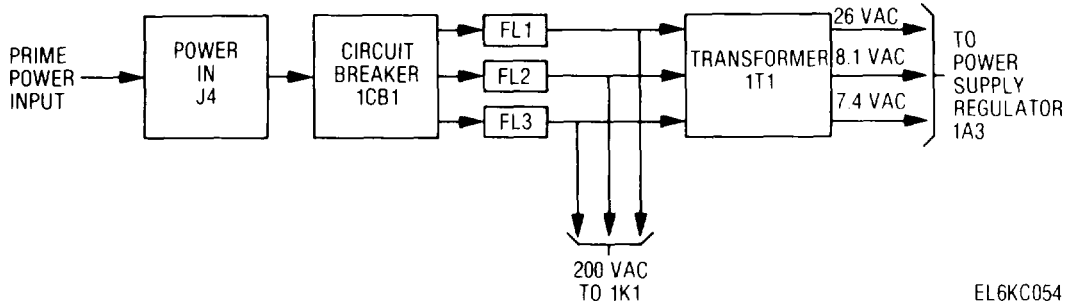 PRIME
POWER
INPUT
POWER
IN
J4
CIRCUIT
BREAKER
1CB1
FL1
FL2
FL3
TRANSFORMER
1T1
26 VAC
8.1 VAC
7.4 VAC
TO
POWER
SUPPLY
REGULATOR
1A3
200 VAC
TO 1K1
EL6KC054